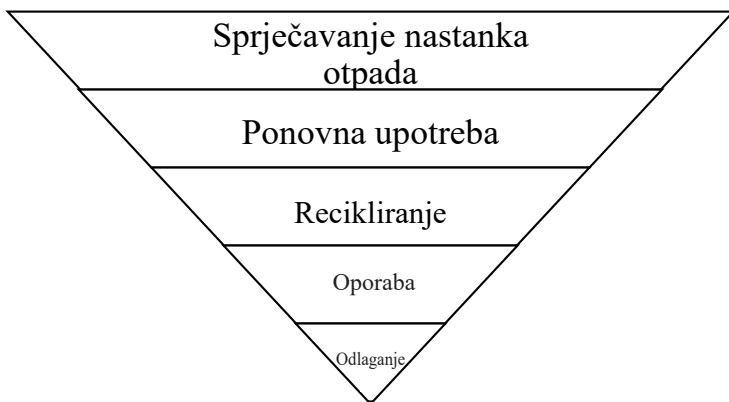 Sprječavanje nastanka
otpada
Ponovna upotreba
Recikliranje
Oporaba
Odlaganje